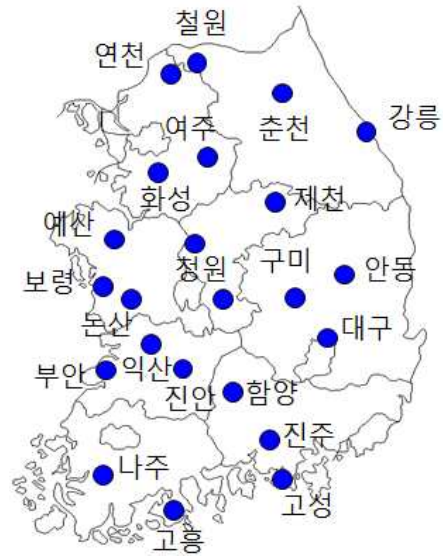 철원
연천
강릉
여주
춘천
화성
제천
예산
청원
구미
안동
보령
논산
대구
부안
익산
진안
함양
진주
나주
고성
고흥